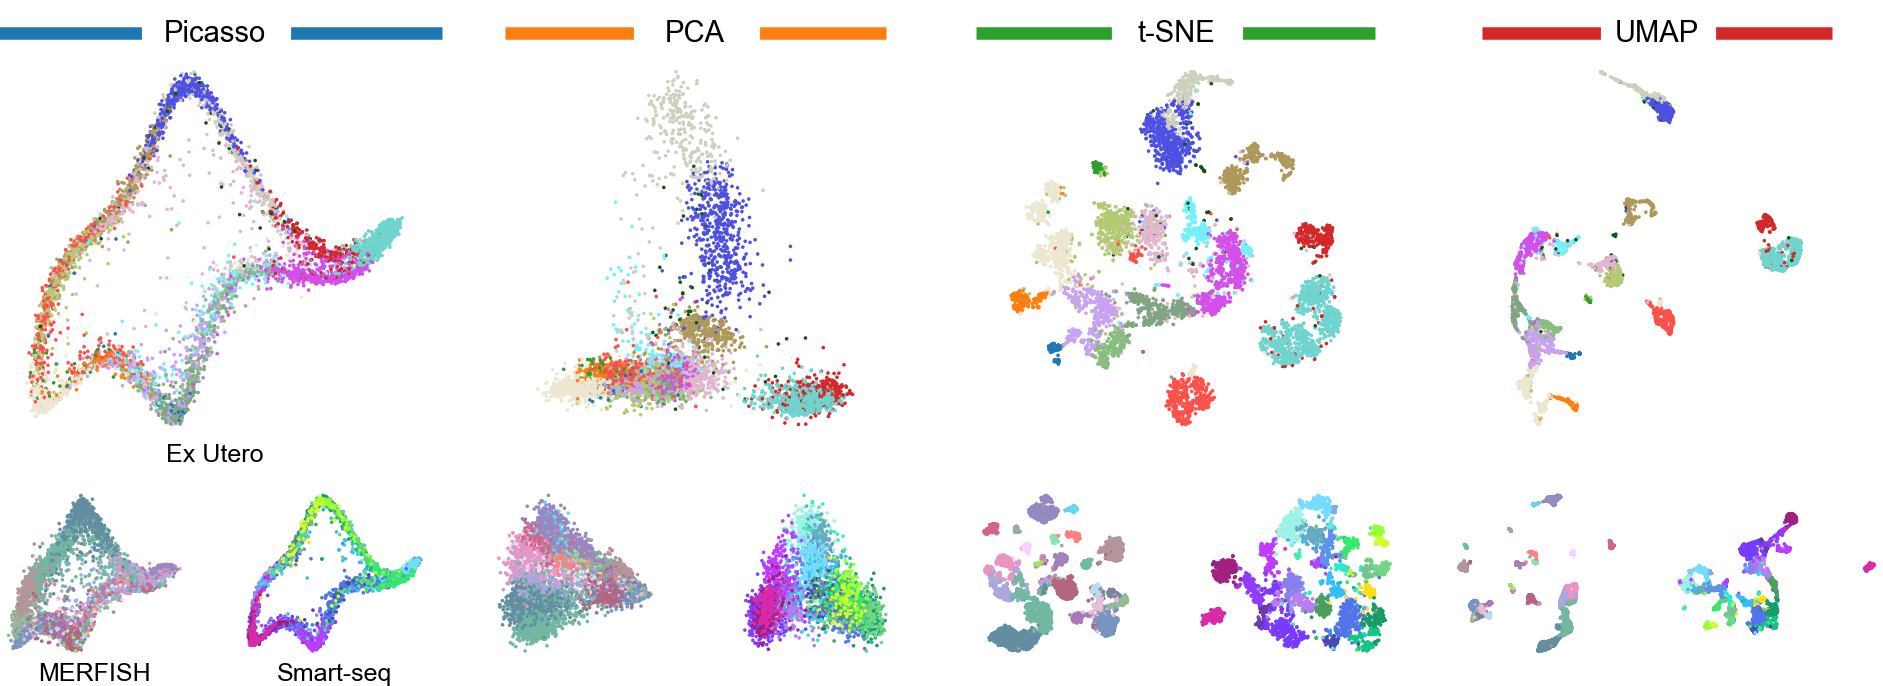 Picasso
PCA
t-SNE
UMAP
Ex Utero
MERFISH
Smart-seq